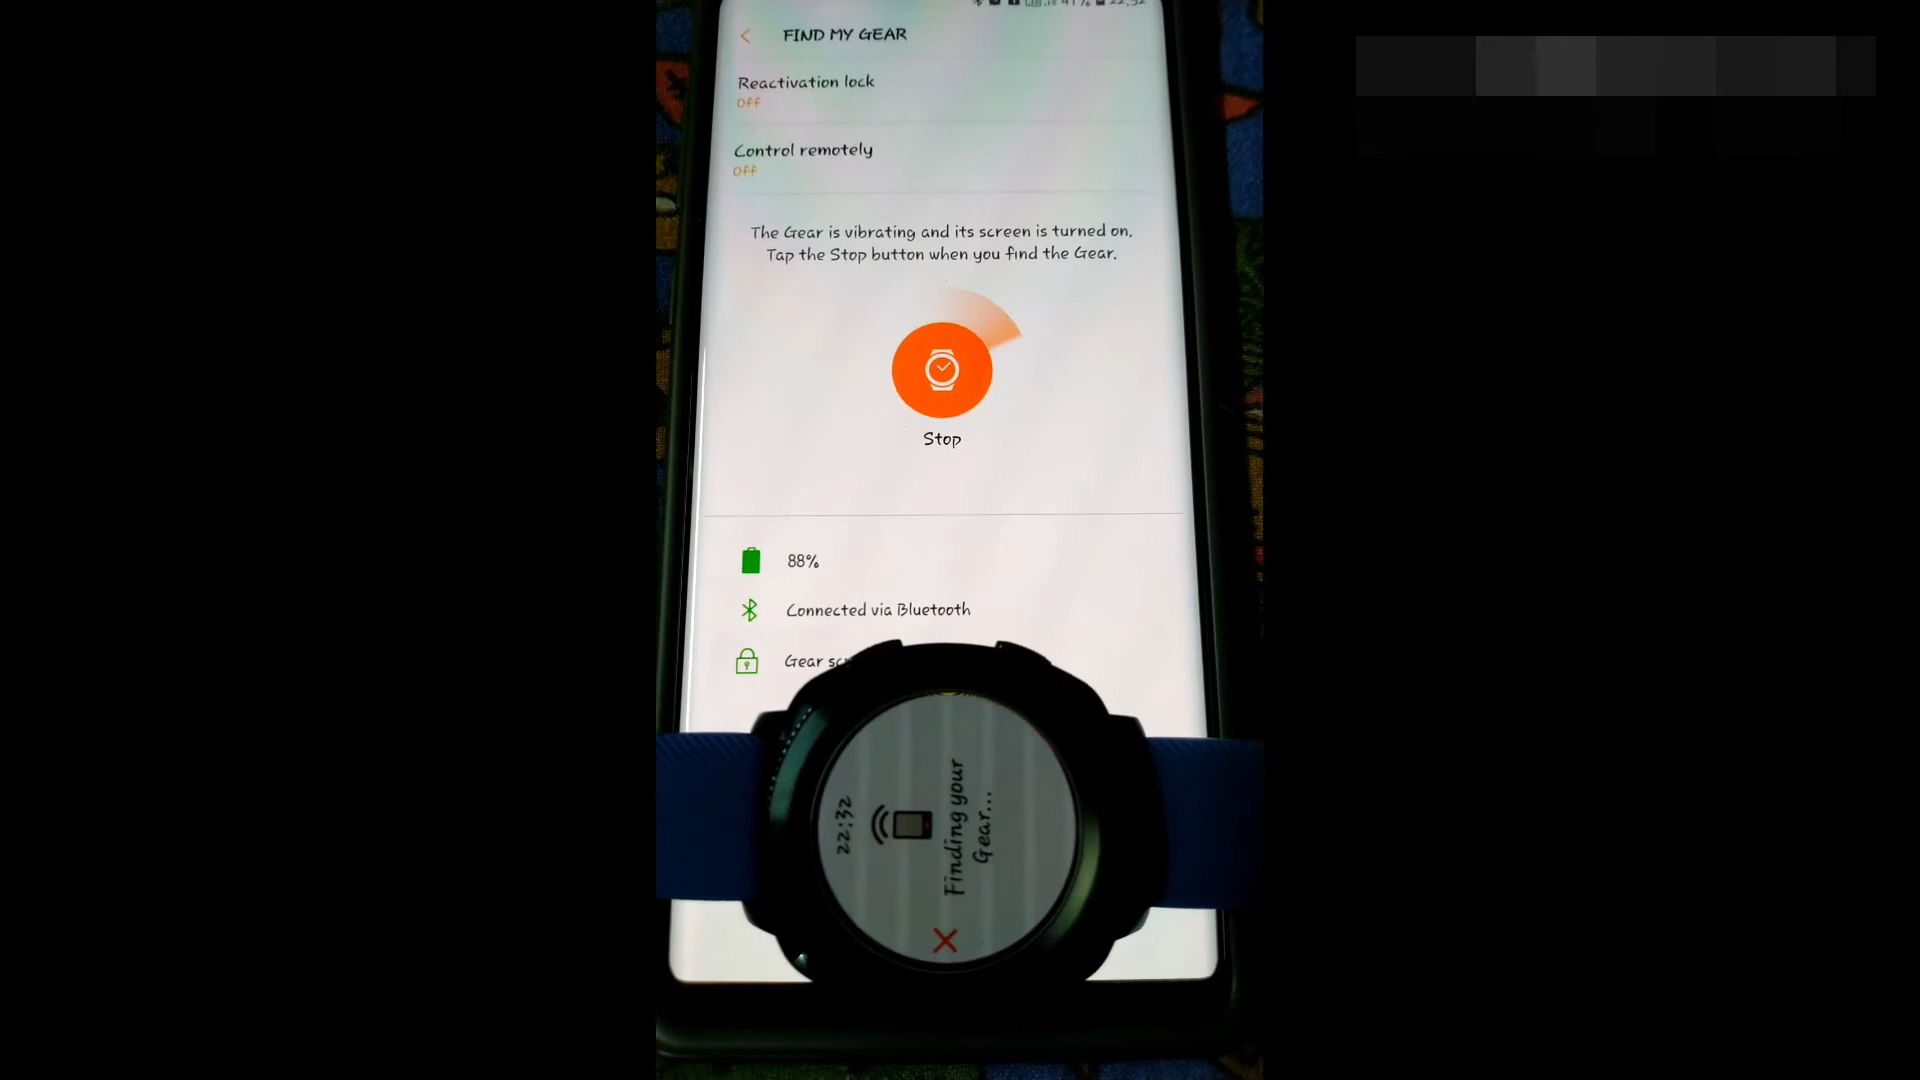 FIND MY GEAR
Reactivation lock
Off
Control remotely
Off
The Gear is vibrating and its screen is turned on.
Tap the Stop button when you find the Gear.
Stop
88%
Connected via Bluetooth
Gear
22:32
Finding your
Gear...